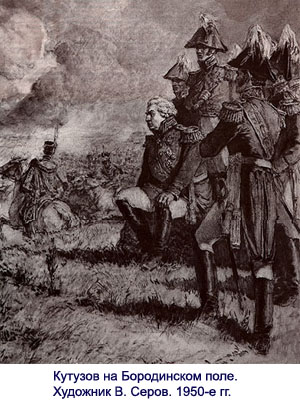 Кутузов на Бородинском поле.
Художник В. Серов. 1950-е гг.